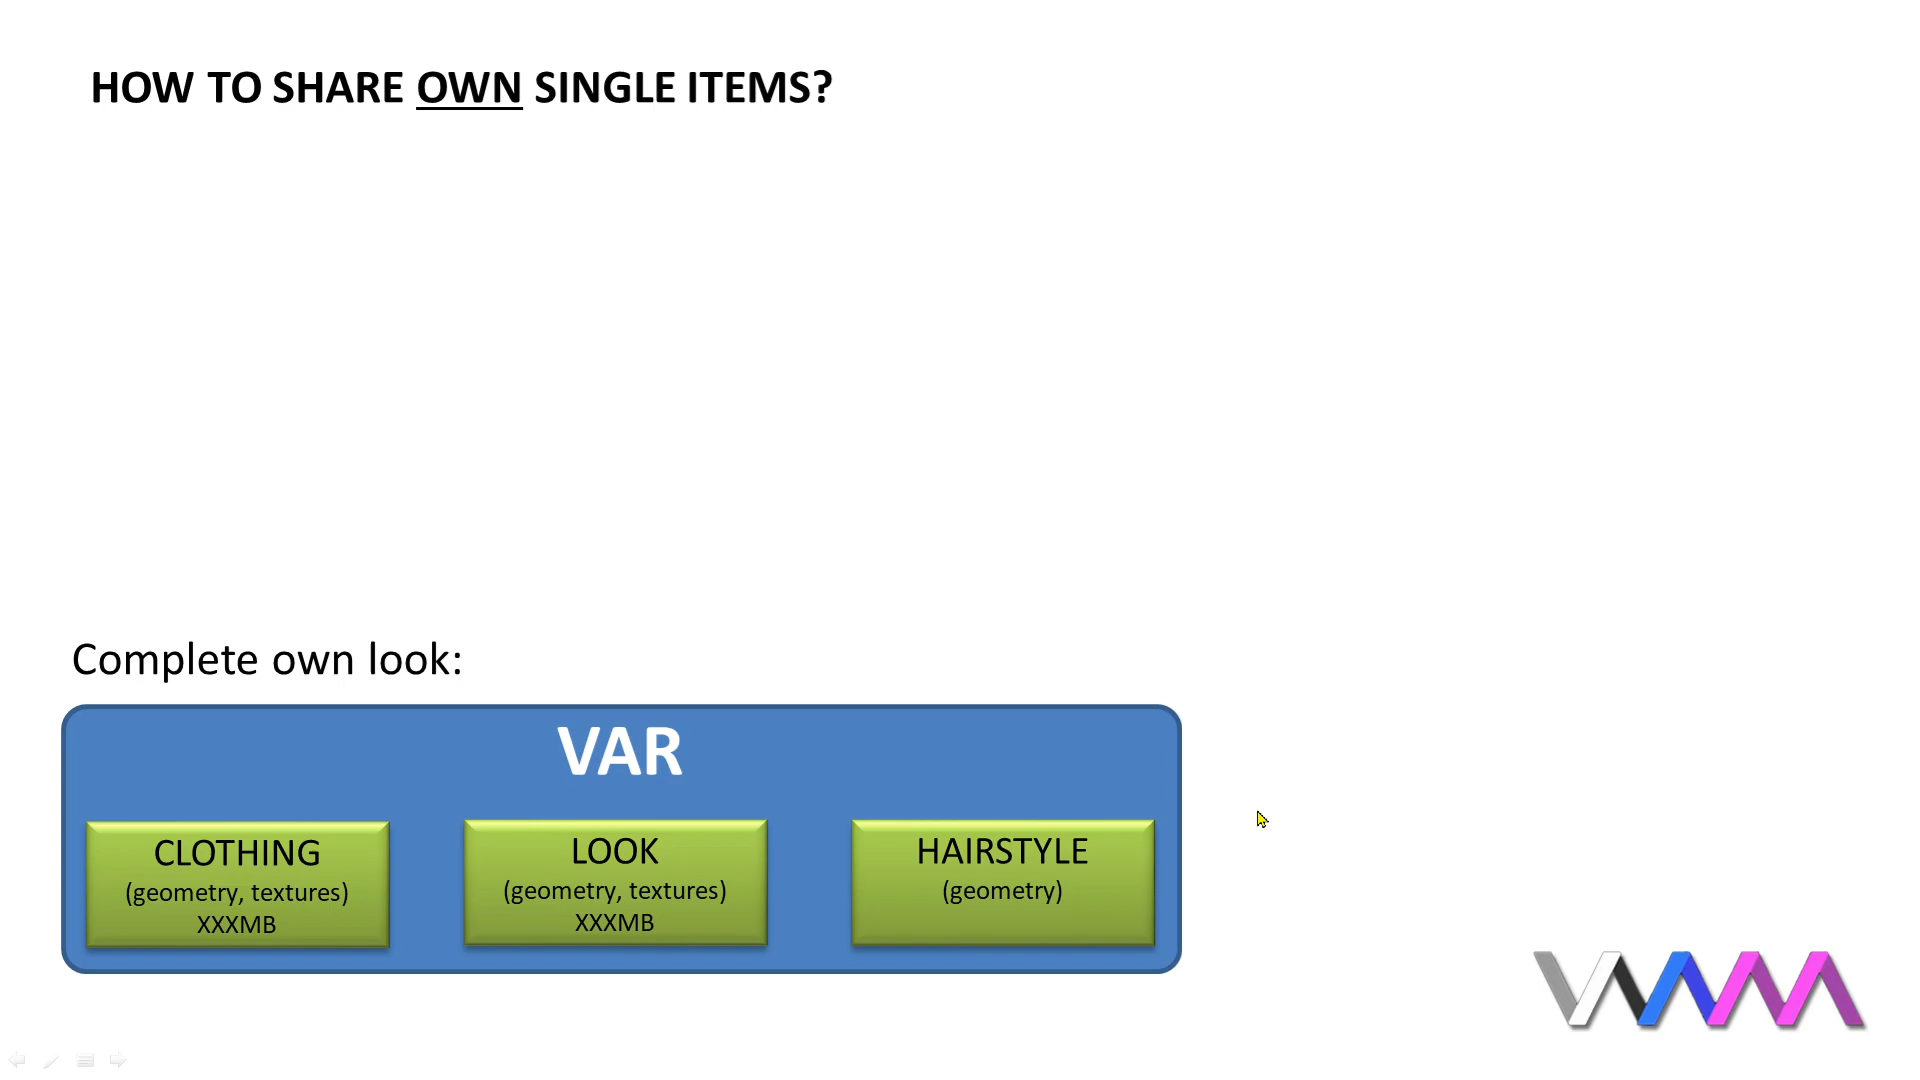 HOW TO SHARE OWN SINGLE ITEMS?
Complete own look:
VAR
CLOTHING
(geometry, textures)
XXXMB
LOOK
(geometry, textures)
XXXMB
HAIRSTYLE
(geometry)
VAM